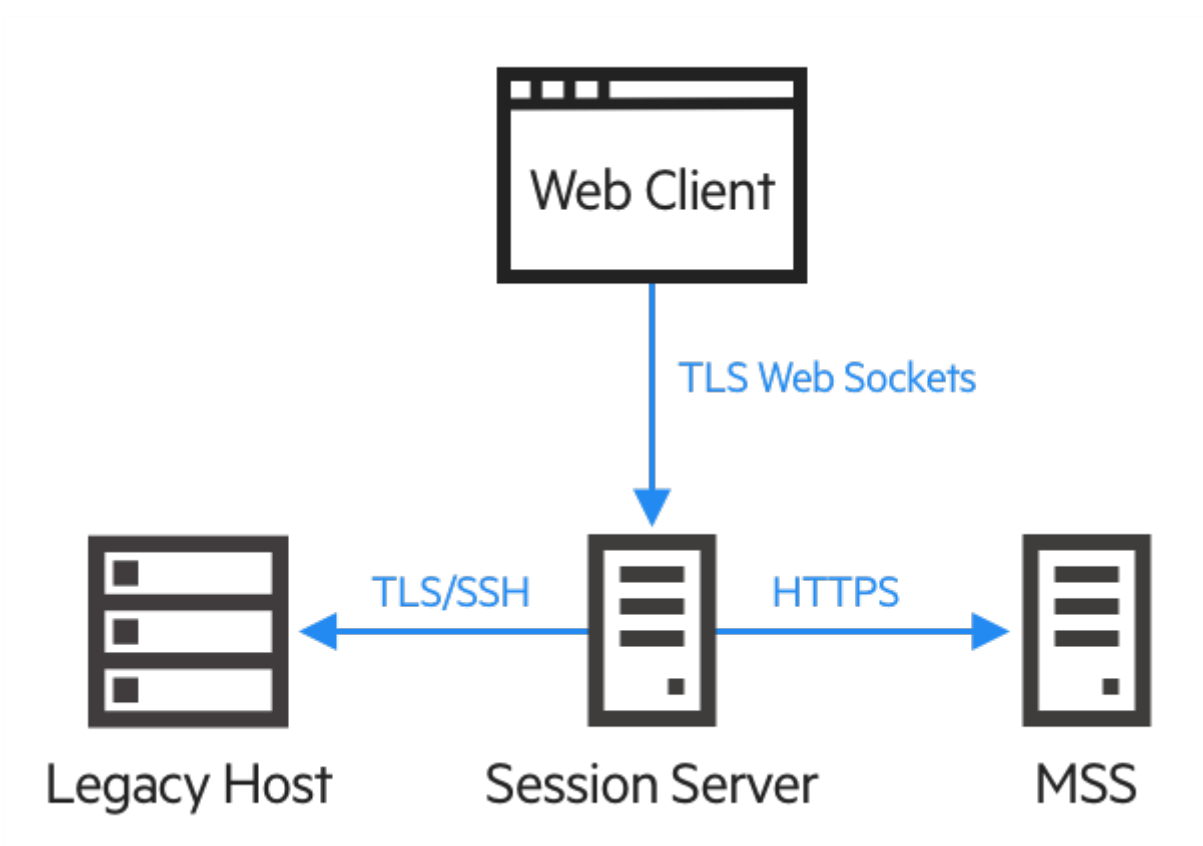 Web Client
TLS Web Sockets
TLS/SSH
HTTPS
Legacy Host
Session Server
MSS